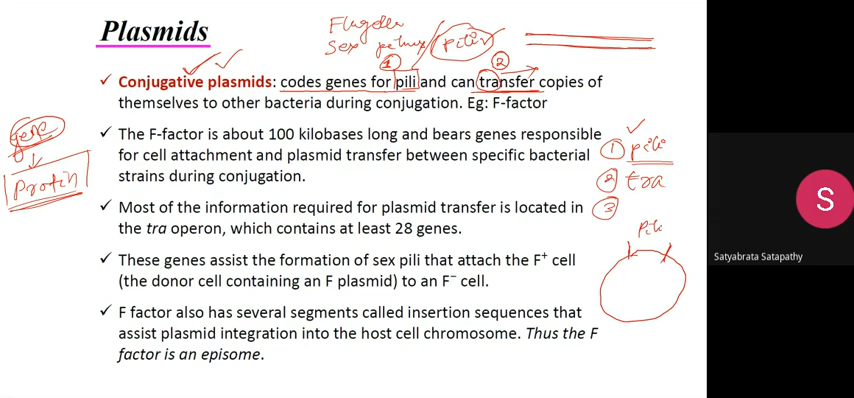 Plasmids
Flagella
Sex pilus/
Pili
① ②
✓ Conjugative plasmids: codes genes for pili and can transfer copies of
themselves to other bacteria during conjugation. Eg: F-factor
gene
Protin
✓ The F-factor is about 100 kilobases long and bears genes responsible
for cell attachment and plasmid transfer between specific bacterial
strains during conjugation.
① pili
② tra
③
✓ Most of the information required for plasmid transfer is located in
the tra operon, which contains at least 28 genes.
Pili
✓ These genes assist the formation of sex pili that attach the F⁺ cell
(the donor cell containing an F plasmid) to an F⁻ cell.
✓ F factor also has several segments called insertion sequences that
assist plasmid integration into the host cell chromosome. Thus the F
factor is an episome.
S
Satyabrata Satapathy